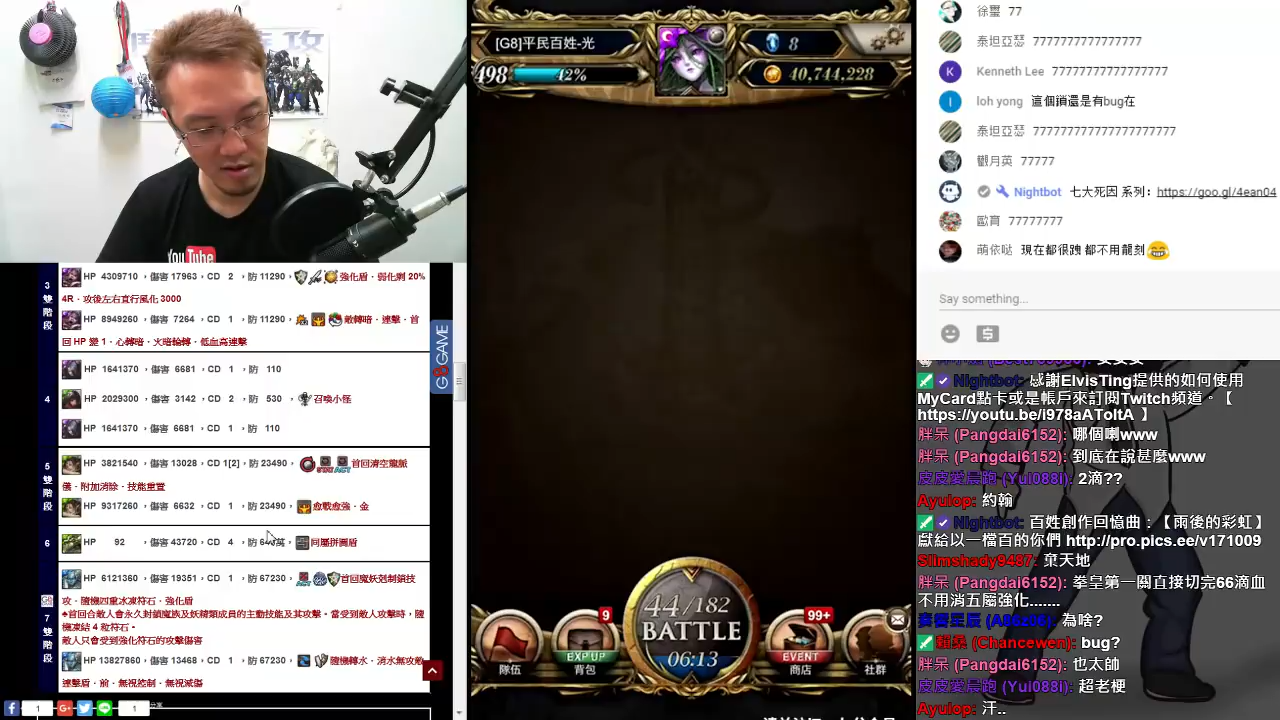 YouTube
3
雙
階
段
HP 4309710 ，傷害 17963，CD 2 ，防 11290， 強化盾．弱化剩 20%
4R．攻後左右直行風化 3000
HP 8949260，傷害 7264，CD 1 ，防 11290， 敵轉暗．連擊．首
回 HP 變 1．心轉暗．火暗輪轉．低血高連擊
4
HP 1641370，傷害 6681，CD 1 ，防 110
HP 2029300，傷害 3142，CD 2 ，防 530， 召喚小怪
HP 1641370，傷害 6681，CD 1 ，防 110
5
雙
階
段
HP 3821540，傷害 13028，CD 1[2]，防 23490， 首回清空龍脈
儀．附加消除．技能重置
HP 9317260，傷害 6632，CD 1 ，防 23490， 愈戰愈強．金
6
HP 92 ，傷害 43720，CD 4 ，防 6 萬， 同屬拼圖盾
7
雙
階
段
HP 6121360，傷害 19351，CD 1 ，防 67230， 首回魔妖剋制鎖技
攻．隨機四重冰凍符石．強化盾
♠首回合敵人會永久封鎖魔族及妖精類成員的主動技能及其攻擊。當受到敵人攻擊時，隨
機凍結 4 粒符石。
敵人只會受到強化符石的攻擊傷害
HP 13827860，傷害 13468，CD 1 ，防 67230， 隨機轉水．消水無攻敵
連擊盾．前．無視惒制．無視減傷
G8GAME
1
1
[G8]平民百姓-光
8
498
42%
40,744,228
44/182
BATTLE
06:13
隊伍
9
EXP UP
背包
99+
EVENT
商店
社群
徐璽 77
泰坦亞瑟 7777777777777777
Kenneth Lee 77777777777777777
loh yong 這個鎖還是有bug在
泰坦亞瑟 77777777777777777777
觀月英 77777
Nightbot 七大死因 系列： https://goo.gl/4ean04
歐育 77777777
萌依噠 現在都很跩 都不用龍刻😂
Say something...
Nightbot: 感謝ElvisTing提供的如何使用
MyCard點卡或是帳戶來訂閱Twitch頻道。【
https://youtu.be/i978aAToltA 】
胖呆 (Pangdai6152): 哪個喇www
胖呆 (Pangdai6152): 到底在說甚麼www
皮皮愛晨跑 (Yui088i): 2滴??
Ayulop: 約翰
Nightbot: 百姓創作回憶曲：【雨後的彩虹】
獻給以一檔百的你們 http://pro.pics.ee/v171009
Slimshady9487: 棄天地
胖呆 (Pangdai6152): 拳皇第一關直接切完66滴血
不用消五屬強化.......
為啥?
(Chancewen): bug?
胖呆 (Pangdai6152): 也太帥
皮皮愛晨跑 (Yui088i): 超老梗
Ayulop: 汗..